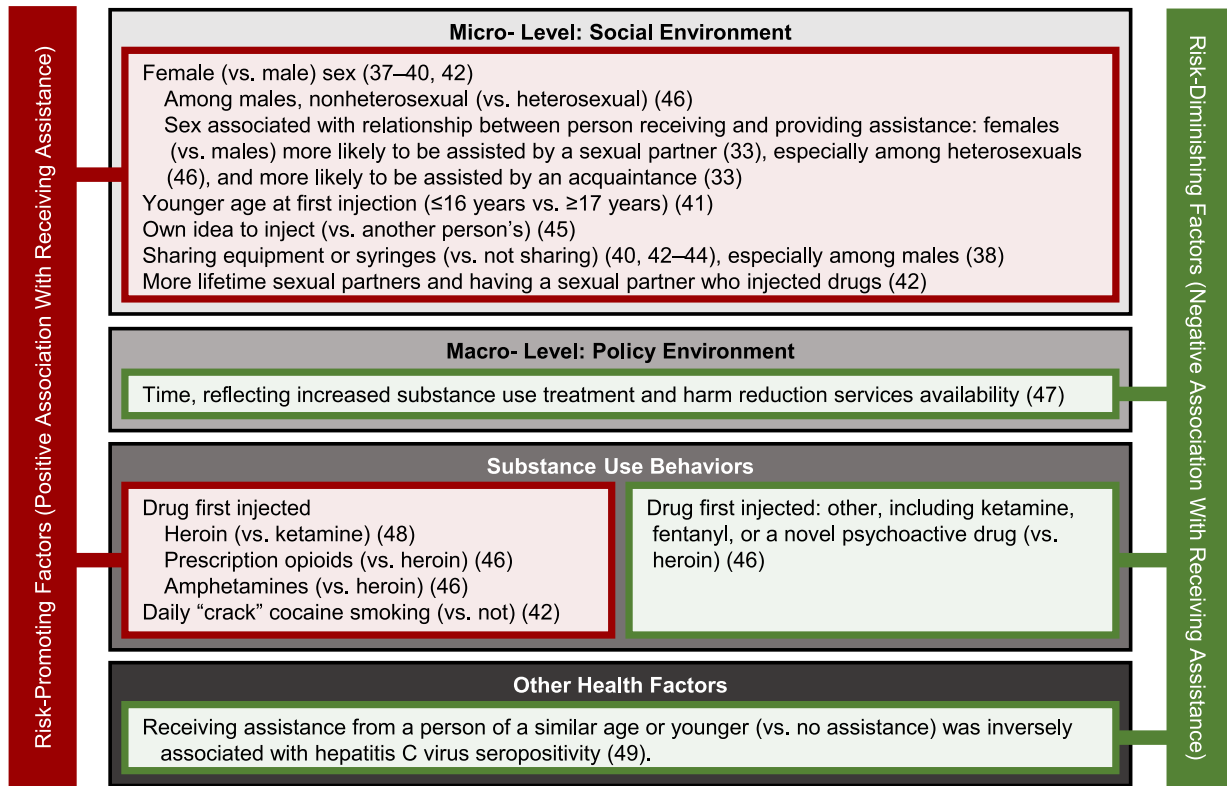 Risk-Promoting Factors (Positive Association With Receiving Assistance)
Micro- Level: Social Environment
Female (vs. male) sex (37–40, 42)
Among males, nonheterosexual (vs. heterosexual) (46)
Sex associated with relationship between person receiving and providing assistance: females
(vs. males) more likely to be assisted by a sexual partner (33), especially among heterosexuals
(46), and more likely to be assisted by an acquaintance (33)
Younger age at first injection (≤16 years vs. ≥17 years) (41)
Own idea to inject (vs. another person’s) (45)
Sharing equipment or syringes (vs. not sharing) (40, 42–44), especially among males (38)
More lifetime sexual partners and having a sexual partner who injected drugs (42)
Macro- Level: Policy Environment
Time, reflecting increased substance use treatment and harm reduction services availability (47)
Substance Use Behaviors
Drug first injected
Heroin (vs. ketamine) (48)
Prescription opioids (vs. heroin) (46)
Amphetamines (vs. heroin) (46)
Daily “crack” cocaine smoking (vs. not) (42)
Drug first injected: other, including ketamine,
fentanyl, or a novel psychoactive drug (vs.
heroin) (46)
Other Health Factors
Receiving assistance from a person of a similar age or younger (vs. no assistance) was inversely
associated with hepatitis C virus seropositivity (49).
Risk-Diminishing Factors (Negative Association With Receiving Assistance)